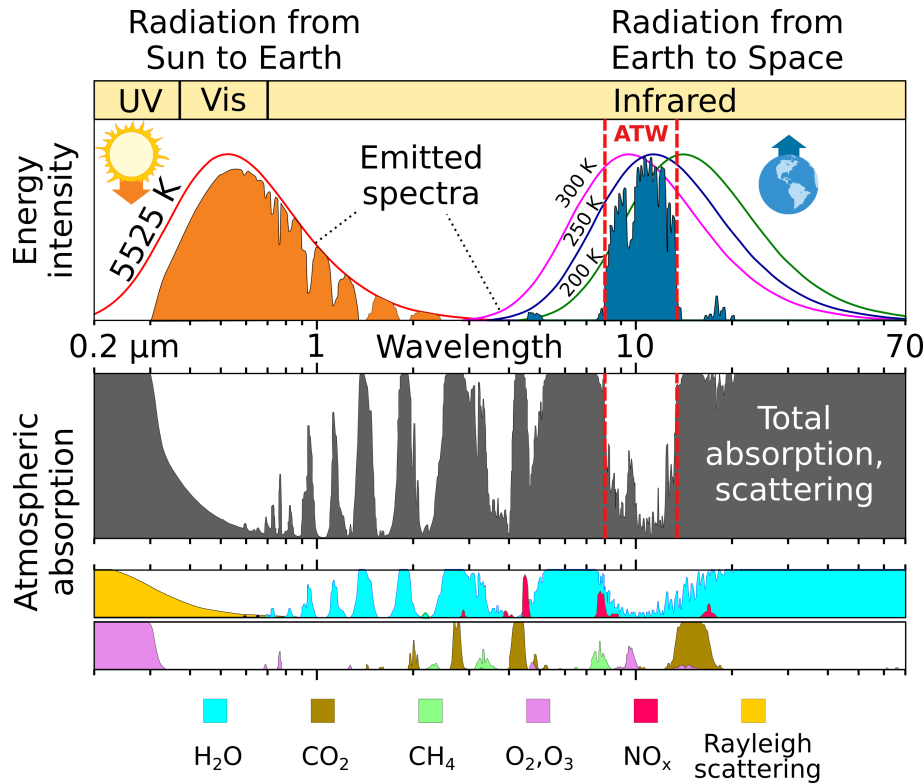 Radiation from
Sun to Earth
Radiation from
Earth to Space
UV
Vis
Infrared
ATW
Energy
intensity
5525 K
Emitted
spectra
300 K
250 K
200 K
0.2 μm
1
Wavelength
10
70
Atmospheric
absorption
Total
absorption,
scattering
H₂O
CO₂
CH₄
O₂,O₃
NOₓ
Rayleigh
scattering